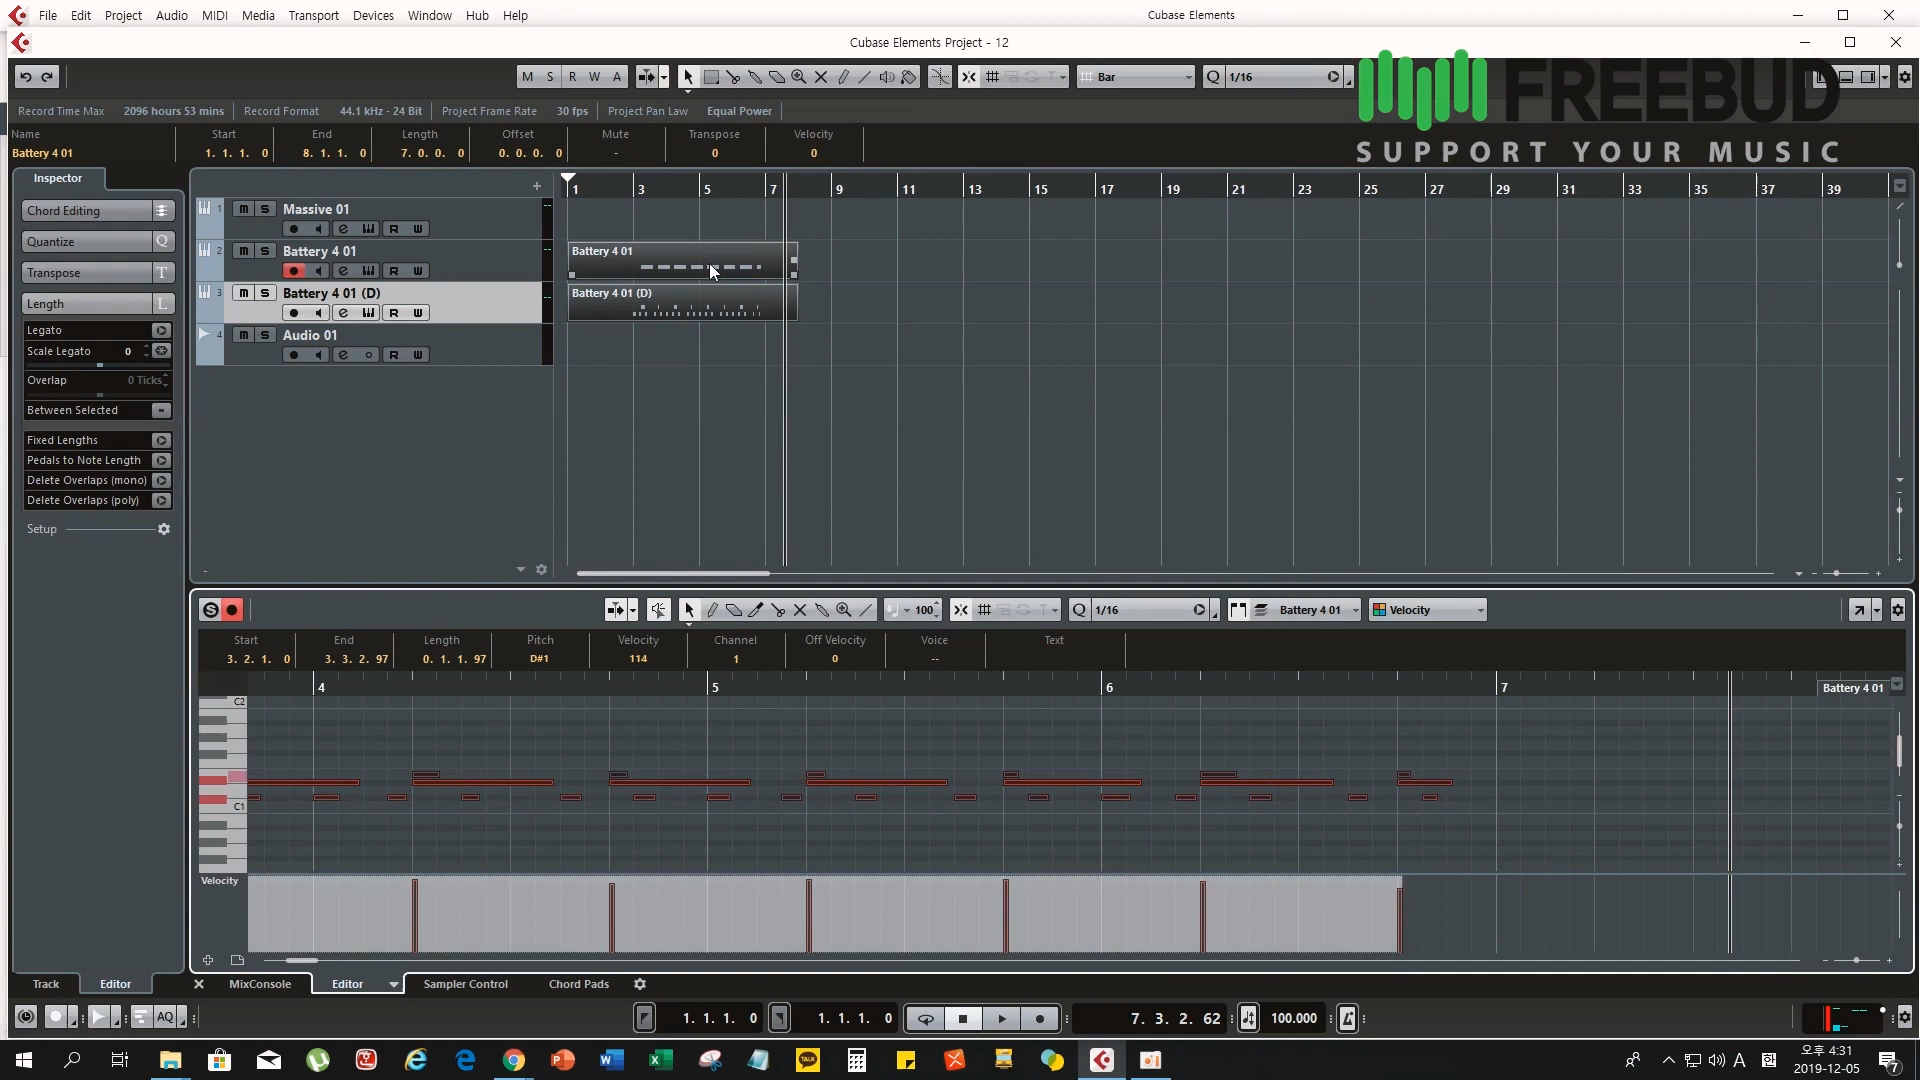 File Edit Project Audio MIDI Media Transport Devices Window Hub Help Cubase Elements
Cubase Elements Project - 12
M S R W A Bar Q 1/16
FREEBUD
SUPPORT YOUR MUSIC
Record Time Max 2096 hours 53 mins Record Format 44.1 kHz - 24 Bit Project Frame Rate 30 fps Project Pan Law Equal Power
Name Start End Length Offset Mute Transpose Velocity
Battery 4 01 1. 1. 1. 0 8. 1. 1. 0 7. 0. 0. 0 0. 0. 0. 0 - 0 0
Inspector
1 3 5 7 9 11 13 15 17 19 21 23 25 27 29 31 33 35 37 39
Chord Editing
Quantize Q
Transpose T
Length L
Legato
Scale Legato 0
Overlap 0 Ticks
Between Selected
Fixed Lengths
Pedals to Note Length
Delete Overlaps (mono)
Delete Overlaps (poly)
Setup
1 m S Massive 01
R W
2 m S Battery 4 01
R W
3 m S Battery 4 01 (D)
R W
4 m S Audio 01
R W
Battery 4 01
Battery 4 01 (D)
S 100 Q 1/16 Battery 4 01 Velocity
Start End Length Pitch Velocity Channel Off Velocity Voice Text
3. 2. 1. 0 3. 3. 2. 97 0. 1. 1. 97 D#1 114 1 0 --
4 5 6 7 Battery 4 01
C2
C1
Velocity
Track Editor MixConsole Editor Sampler Control Chord Pads
AQ 1. 1. 1. 0 1. 1. 1. 0 7. 3. 2. 62 100.000
TALK
A
오후 4:31
2019-12-05
7